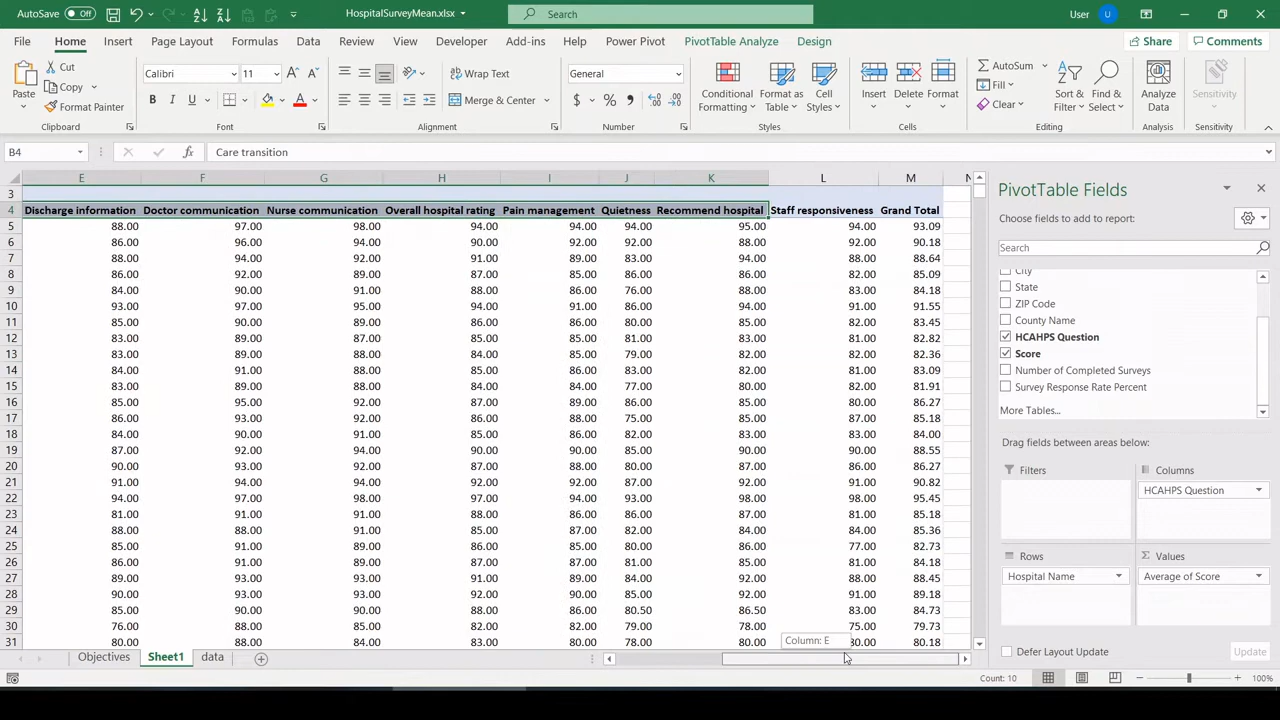 AutoSave Off HospitalSurveyMean.xlsx Search User U
File Home Insert Page Layout Formulas Data Review View Developer Add-ins Help Power Pivot PivotTable Analyze Design Share Comments
Paste Cut Copy Format Painter Clipboard
Calibri 11 B I U A Font
Wrap Text Merge & Center Alignment
General $ % Number
Conditional Formatting Format as Table Cell Styles Styles
Insert Delete Format Cells
AutoSum Fill Clear Sort & Filter Find & Select Editing
Analyze Data Analysis
Sensitivity Sensitivity
B4 fx Care transition
E F G H I J K L M N
3
4 Discharge information Doctor communication Nurse communication Overall hospital rating Pain management Quietness Recommend hospital Staff responsiveness Grand Total
5 88.00 97.00 98.00 94.00 94.00 94.00 95.00 94.00 93.09
6 86.00 96.00 94.00 90.00 92.00 92.00 88.00 92.00 90.18
7 88.00 94.00 92.00 91.00 89.00 83.00 94.00 88.00 88.64
8 86.00 92.00 89.00 87.00 85.00 86.00 86.00 82.00 85.09
9 84.00 90.00 91.00 88.00 86.00 76.00 88.00 83.00 84.18
10 93.00 97.00 95.00 94.00 91.00 86.00 94.00 91.00 91.55
11 85.00 90.00 89.00 86.00 86.00 80.00 85.00 82.00 83.45
12 83.00 89.00 87.00 85.00 85.00 81.00 83.00 81.00 82.82
13 83.00 89.00 88.00 84.00 85.00 79.00 82.00 82.00 82.36
14 84.00 91.00 88.00 85.00 86.00 83.00 82.00 81.00 83.09
15 83.00 89.00 88.00 84.00 84.00 77.00 80.00 82.00 81.91
16 86.00 95.00 92.00 87.00 89.00 86.00 85.00 80.00 86.27
17 86.00 93.00 92.00 86.00 88.00 75.00 85.00 87.00 85.18
18 84.00 90.00 91.00 85.00 86.00 82.00 84.00 83.00 84.00
19 87.00 92.00 94.00 90.00 90.00 85.00 90.00 90.00 88.55
20 90.00 93.00 92.00 87.00 88.00 80.00 87.00 86.00 86.27
21 91.00 94.00 94.00 92.00 92.00 87.00 92.00 91.00 90.82
22 94.00 97.00 98.00 97.00 94.00 93.00 98.00 98.00 95.45
23 81.00 91.00 91.00 88.00 86.00 86.00 87.00 81.00 85.18
24 88.00 88.00 91.00 85.00 87.00 82.00 84.00 84.00 85.36
25 85.00 91.00 89.00 86.00 85.00 80.00 86.00 77.00 82.73
26 86.00 91.00 89.00 86.00 85.00 82.00 85.00 81.00 84.18
27 89.00 93.00 93.00 91.00 89.00 84.00 92.00 88.00 88.45
28 90.00 93.00 93.00 92.00 90.00 85.00 92.00 91.00 89.18
29 85.00 90.00 90.00 88.00 86.00 80.50 86.50 83.00 84.73
30 76.00 88.00 85.00 82.00 82.00 79.00 78.00 75.00 79.73
31 80.00 88.00 84.00 83.00 80.00 78.00 80.00 80.00 80.18
Column: E
Objectives Sheet1 data
Count: 10 100%
PivotTable Fields
Choose fields to add to report:
Search
City
State
ZIP Code
County Name
HCAHPS Question
Score
Number of Completed Surveys
Survey Response Rate Percent
More Tables...
Drag fields between areas below:
Filters Columns
HCAHPS Question
Rows Values
Hospital Name Average of Score
Defer Layout Update Update